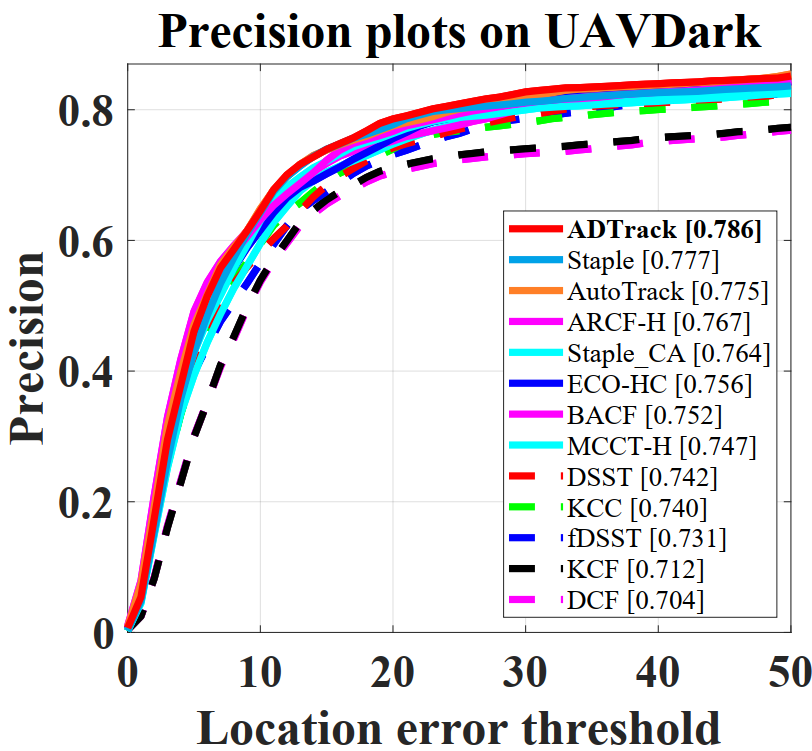 Precision plots on UAVDark
Precision
0.8
0.6
0.4
0.2
0
0 10 20 30 40 50
Location error threshold
ADTrack [0.786]
Staple [0.777]
AutoTrack [0.775]
ARCF-H [0.767]
Staple_CA [0.764]
ECO-HC [0.756]
BACF [0.752]
MCCT-H [0.747]
DSST [0.742]
KCC [0.740]
fDSST [0.731]
KCF [0.712]
DCF [0.704]